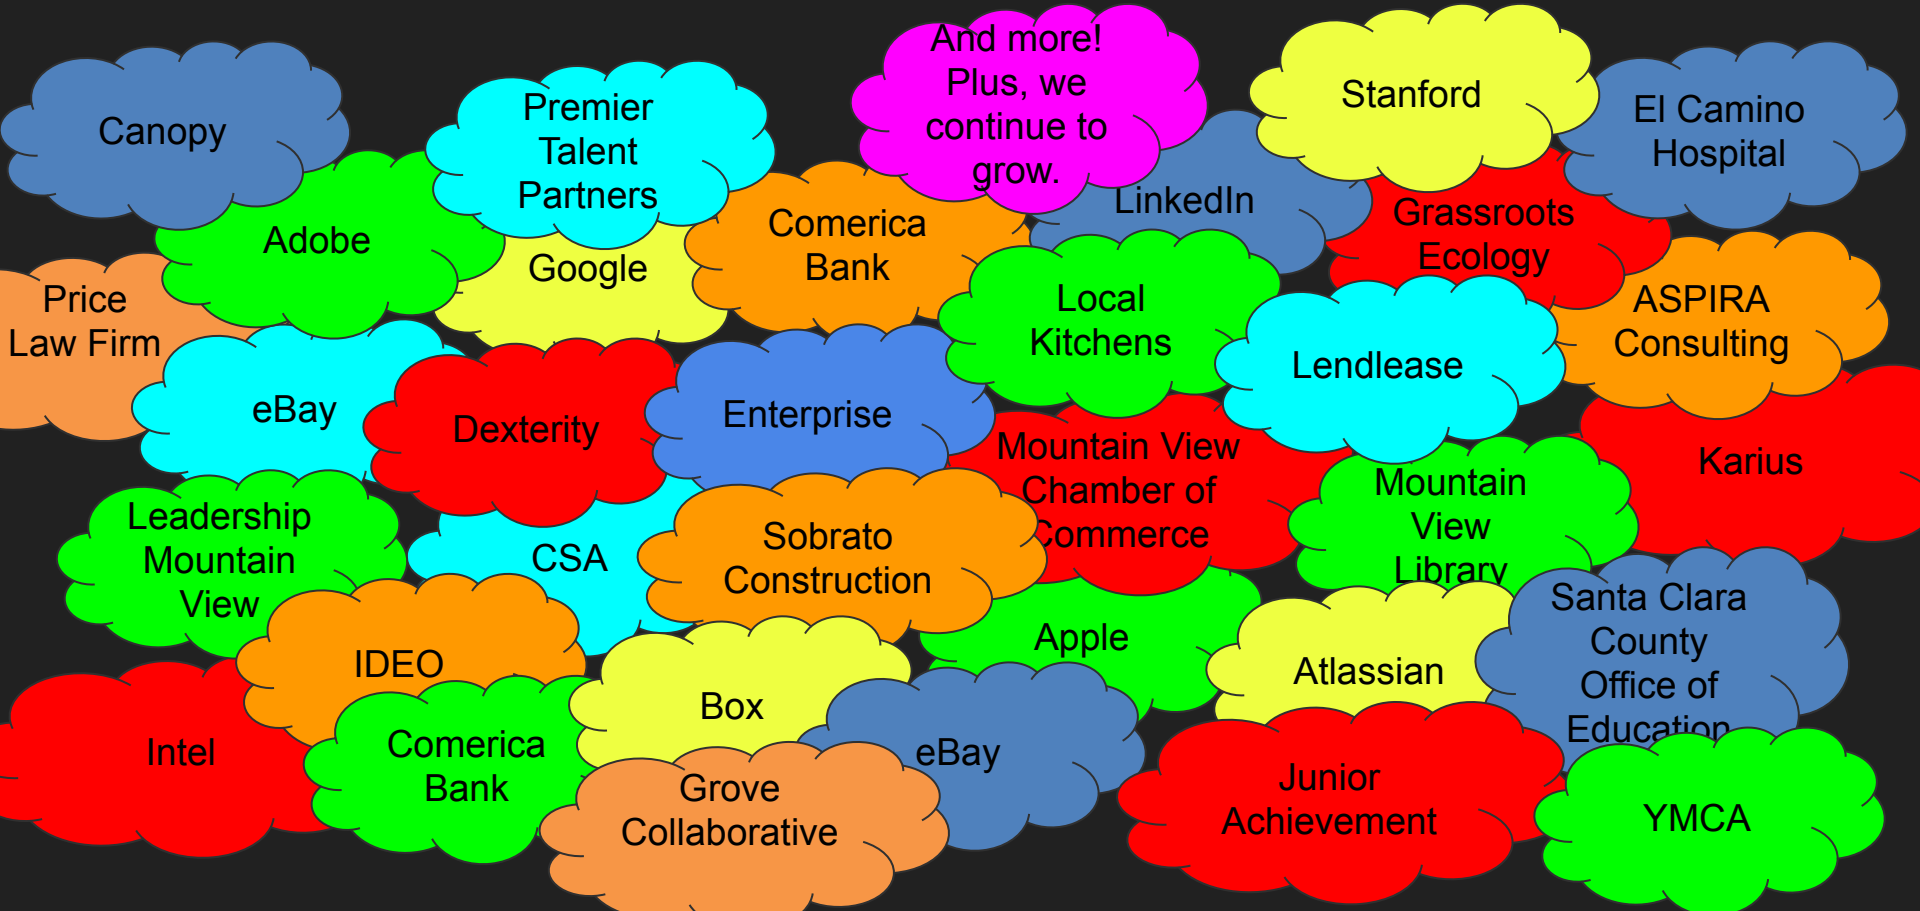 And more!
Plus, we
continue to
grow.
Stanford
Canopy
Premier
Talent
Partners
El Camino
Hospital
LinkedIn
Adobe
Google
Comerica
Bank
Grassroots
Ecology
Price
Law Firm
Local
Kitchens
ASPIRA
Consulting
Lendlease
eBay
Dexterity
Enterprise
Mountain View
Chamber of
Commerce
Karius
Mountain
View
Library
Leadership
Mountain
View
CSA
Sobrato
Construction
Santa Clara
County
Office of
Education
IDEO
Apple
Atlassian
Box
Intel
Comerica
Bank
eBay
Grove
Collaborative
Junior
Achievement
YMCA